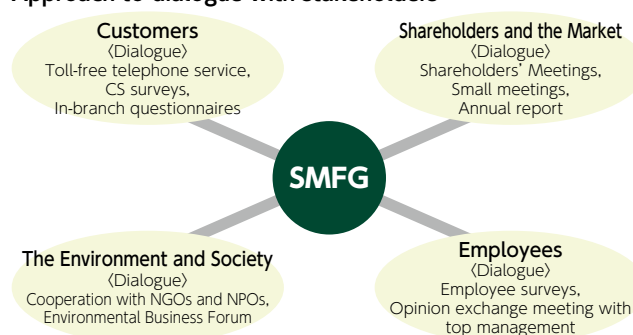 Approach to dialogue with stakeholders
Customers
〈Dialogue〉
Toll-free telephone service,
CS surveys,
In-branch questionnaires
Shareholders and the Market
〈Dialogue〉
Shareholders’ Meetings,
Small meetings,
Annual report
SMFG
The Environment and Society
〈Dialogue〉
Cooperation with NGOs and NPOs,
Environmental Business Forum
Employees
〈Dialogue〉
Employee surveys,
Opinion exchange meeting with
top management